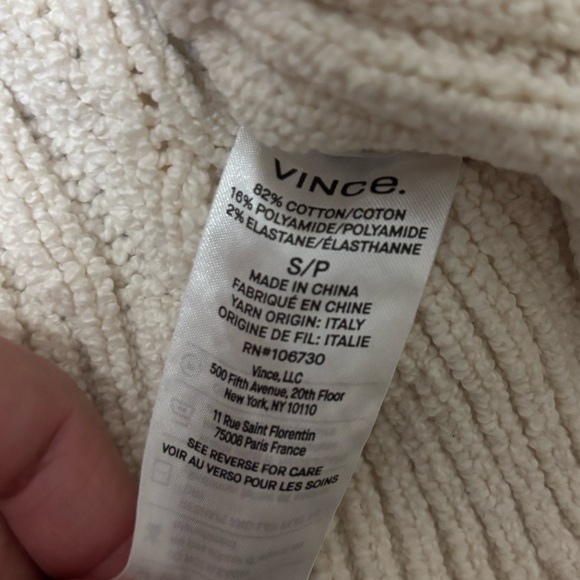 VINCe.
82% COTTON/COTON
16% POLYAMIDE/POLYAMIDE
2% ELASTANE/ÉLASTHANNE
S/P
MADE IN CHINA
FABRIQUÉ EN CHINE
YARN ORIGIN: ITALY
ORIGINE DE FIL: ITALIE
RN#106730
Vince, LLC
500 Fifth Avenue, 20th Floor
New York, NY 10110
11 Rue Saint Florentin
75008 Paris France
SEE REVERSE FOR CARE
VOIR AU VERSO POUR LES SOINS